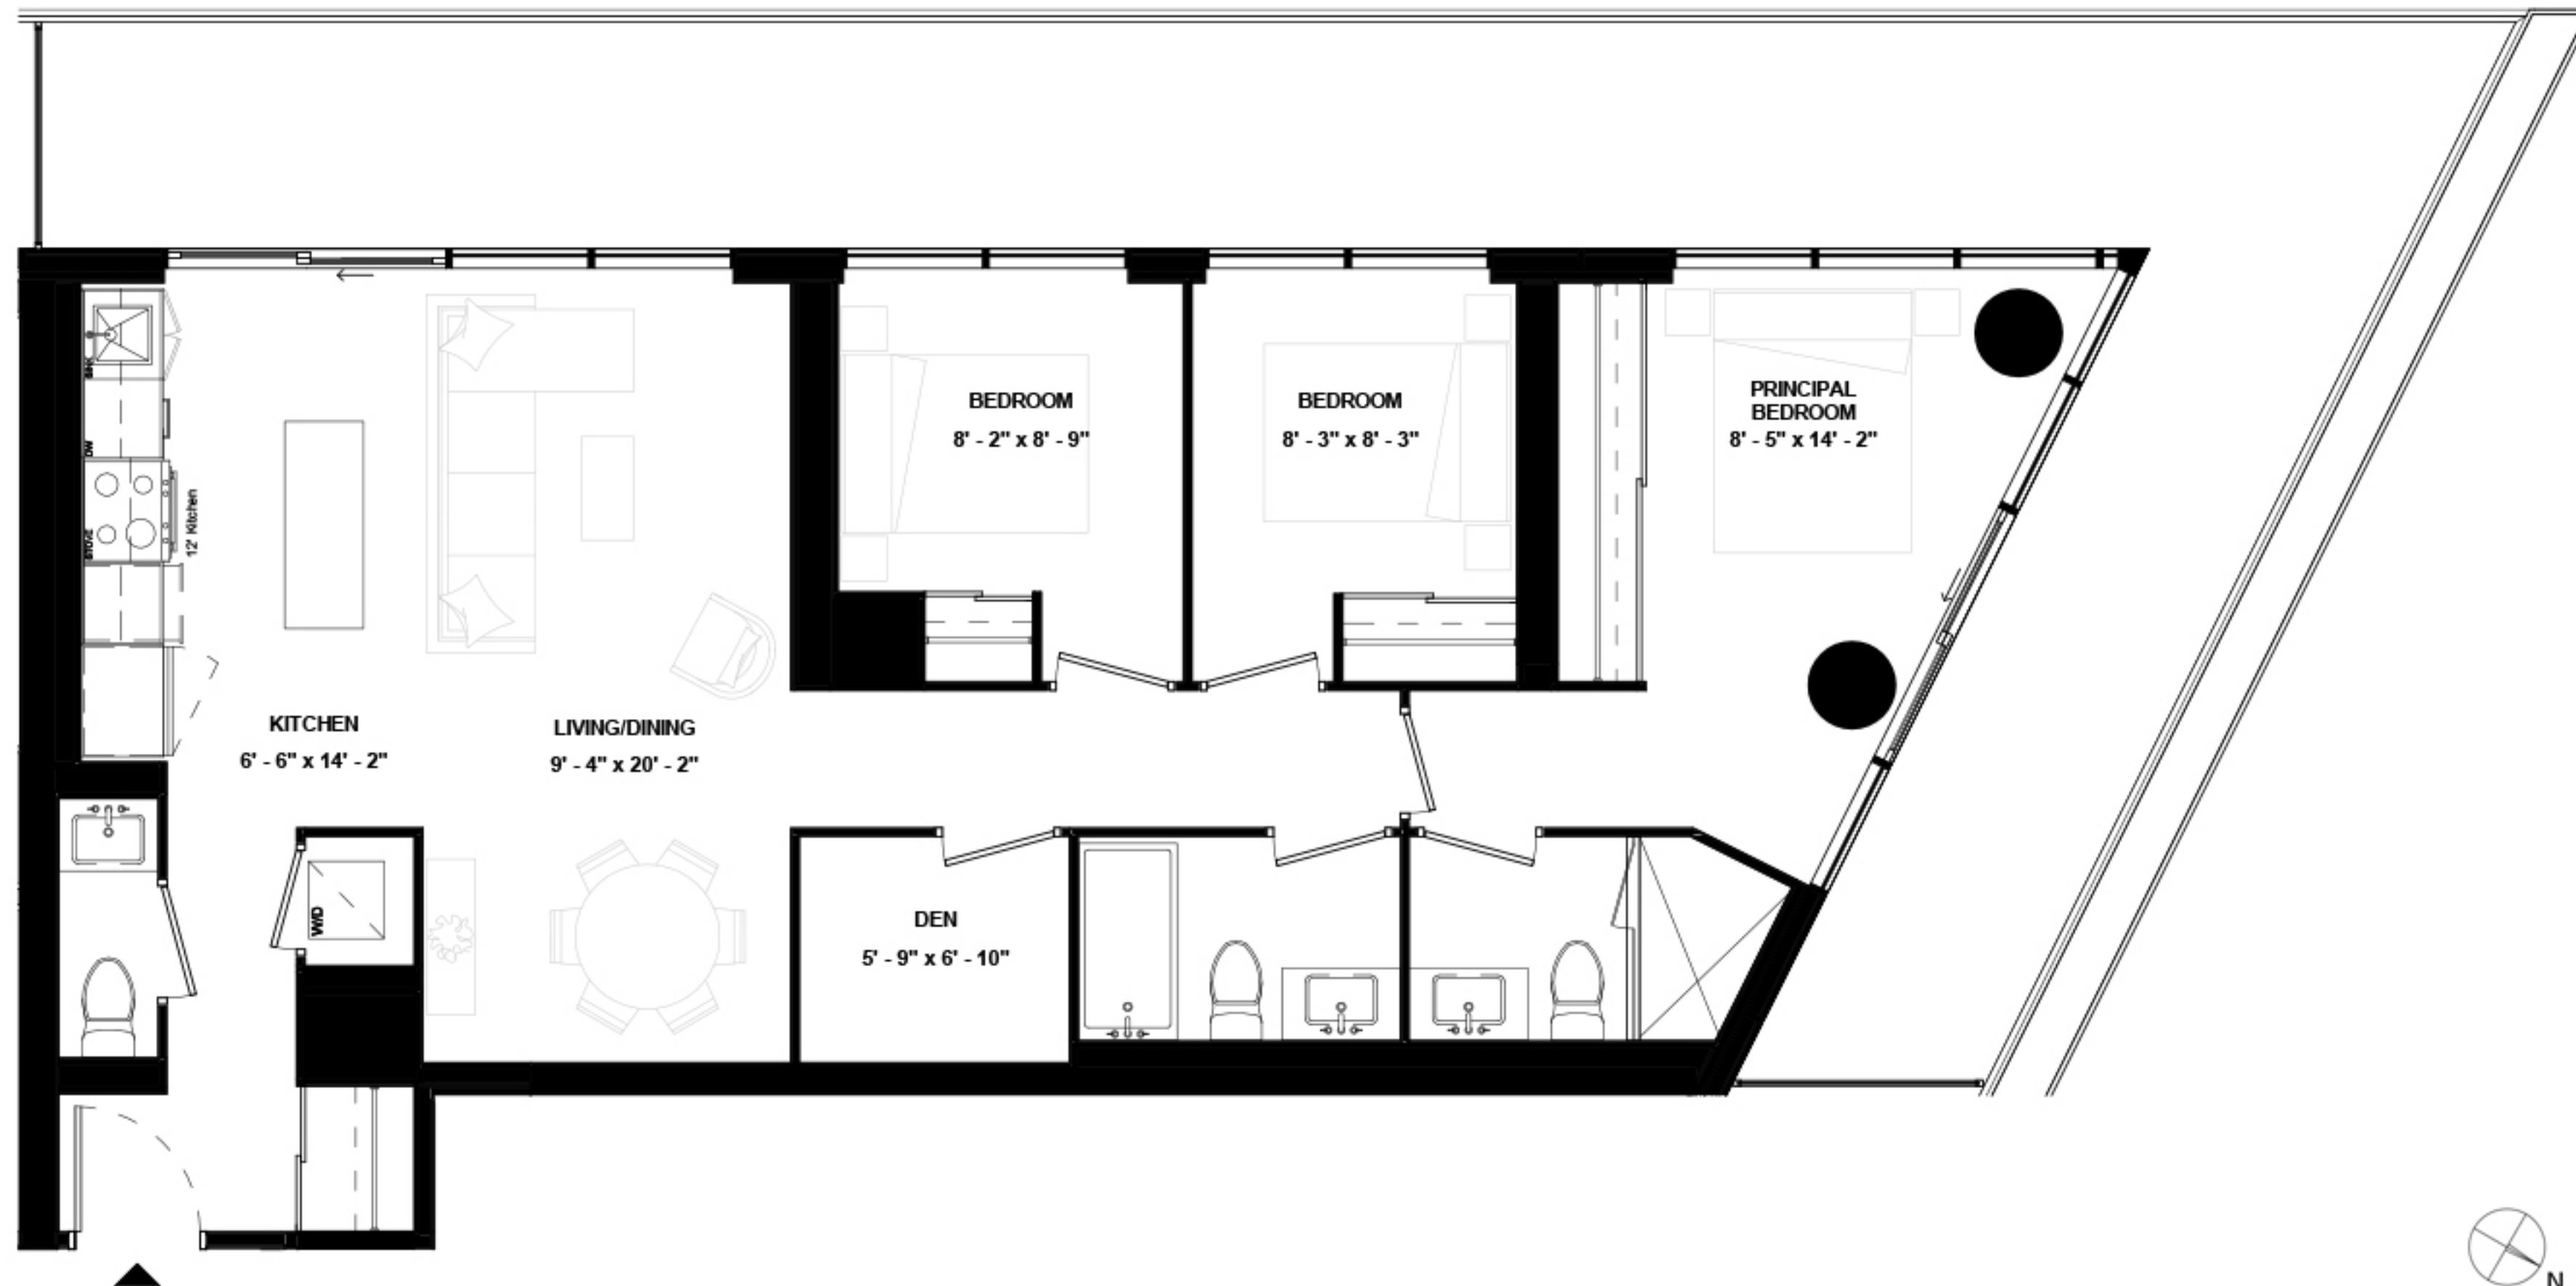 SINK
DW
STOVE
12' Kitchen
BEDROOM
8' - 2" x 8' - 9"
BEDROOM
8' - 3" x 8' - 3"
PRINCIPAL
BEDROOM
8' - 5" x 14' - 2"
KITCHEN
6' - 6" x 14' - 2"
LIVING/DINING
9' - 4" x 20' - 2"
W/D
DEN
5' - 9" x 6' - 10"
N